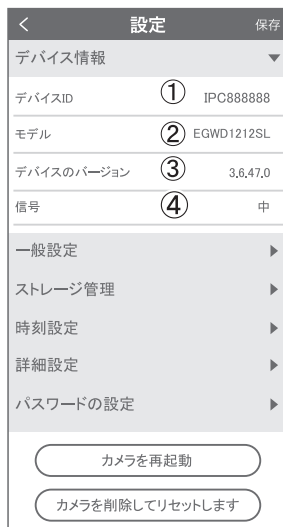 設定 保存
デバイス情報
デバイスID ① IPC888888
モデル ② EGWD1212SL
デバイスのバージョン ③ 3.6.47.0
信号 ④ 中
一般設定
ストレージ管理
時刻設定
詳細設定
パスワードの設定
カメラを再起動
カメラを削除してリセットします